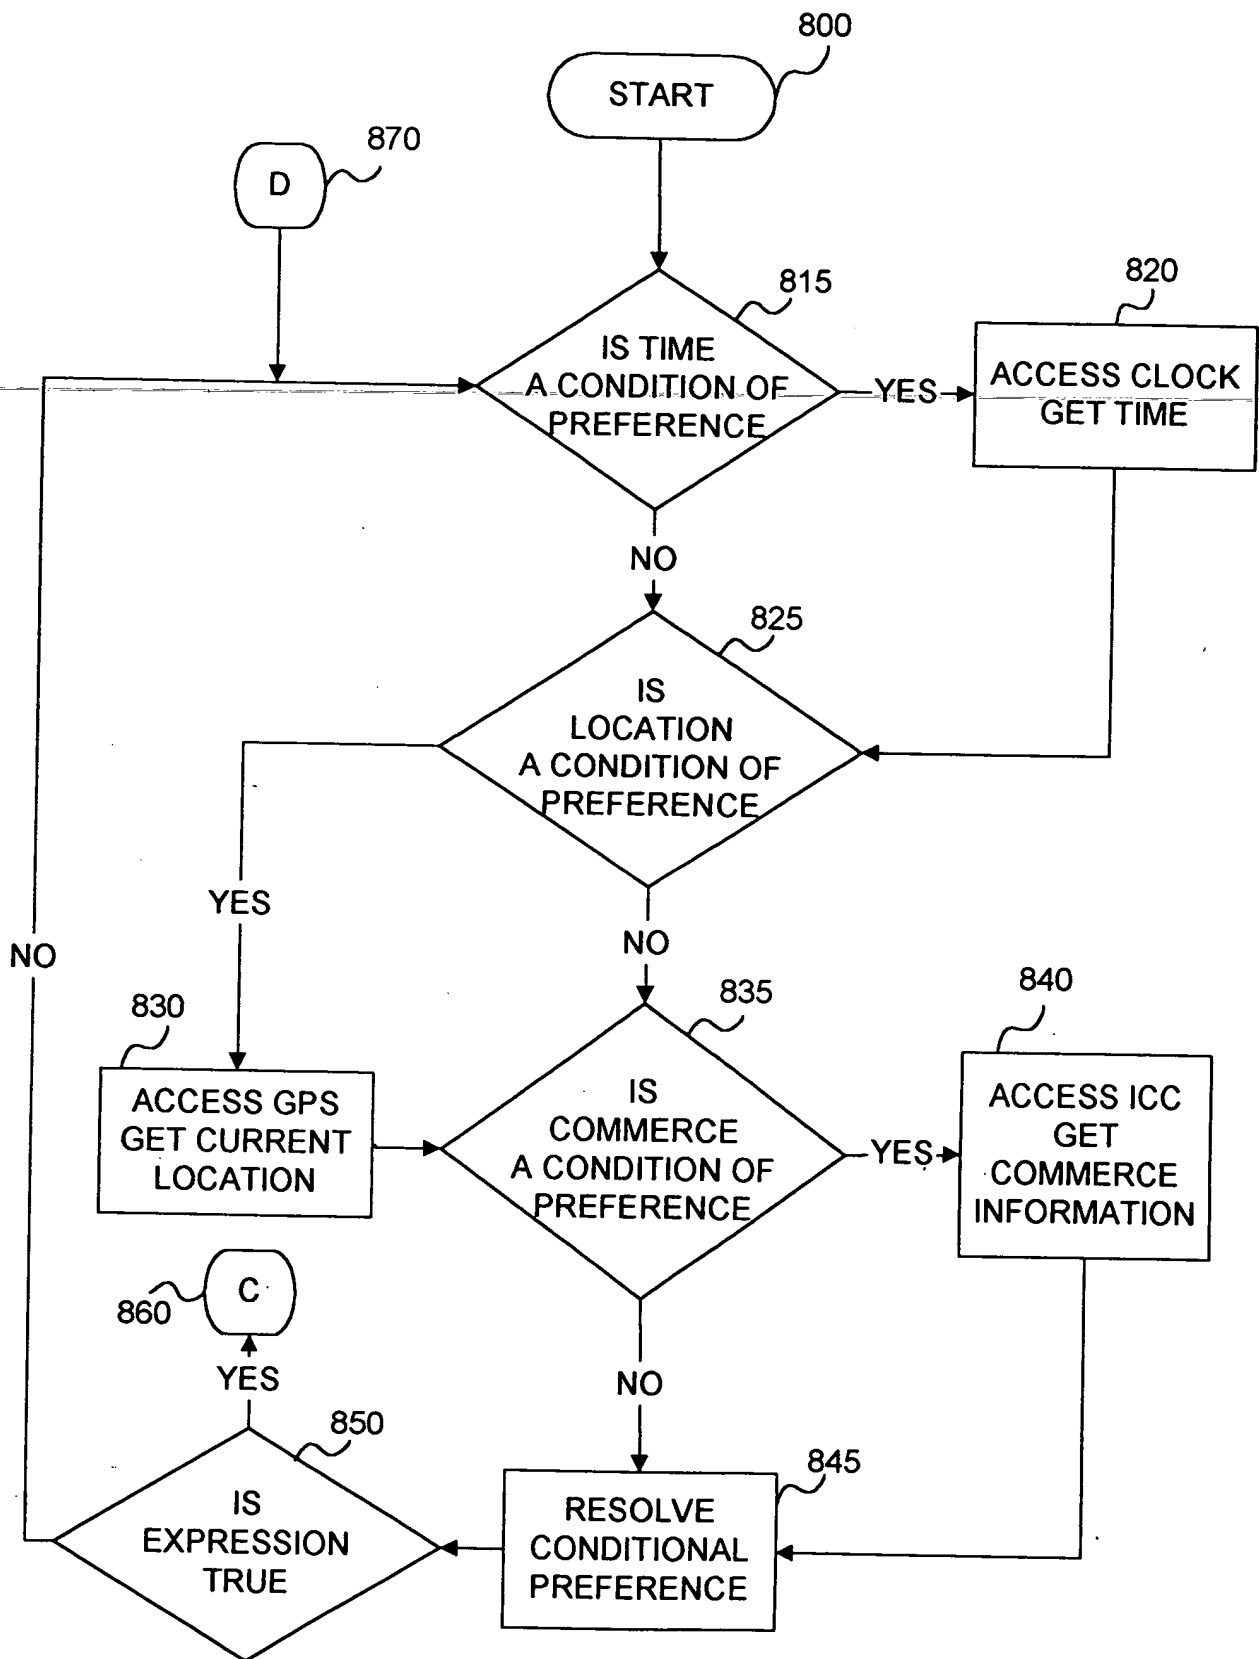 800
START
870
D
815
IS TIME
A CONDITION OF
PREFERENCE
YES
820
ACCESS CLOCK
GET TIME
NO
825
IS
LOCATION
A CONDITION OF
PREFERENCE
YES
NO
NO
830
ACCESS GPS
GET CURRENT
LOCATION
835
IS
COMMERCE
A CONDITION OF
PREFERENCE
YES
840
ACCESS ICC
GET
COMMERCE
INFORMATION
860
C
YES
NO
850
IS
EXPRESSION
TRUE
845
RESOLVE
CONDITIONAL
PREFERENCE